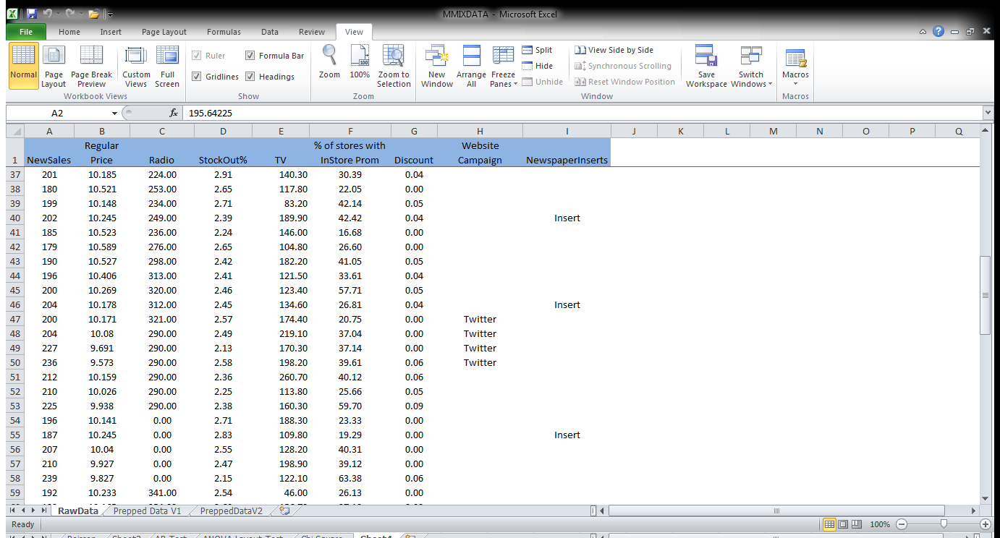 MMIXDATA - Microsoft Excel
File Home Insert Page Layout Formulas Data Review View
Ruler Formula Bar Split View Side by Side
Normal Page Page Break Custom Full Gridlines Headings Zoom 100% Zoom to New Arrange Freeze Hide Synchronous Scrolling Save Switch Macros
Layout Preview Views Screen Selection Window All Panes Unhide Reset Window Position Workspace Windows
Workbook Views Show Zoom Window Macros
A2 fx 195.64225
A B C D E F G H I J K L M N O P Q
Regular % of stores with Website
1 NewSales Price Radio StockOut% TV InStore Prom Discount Campaign NewspaperInserts
37 201 10.185 224.00 2.91 140.30 30.39 0.04
38 180 10.521 253.00 2.65 117.80 22.05 0.00
39 199 10.148 234.00 2.71 83.20 42.14 0.05
40 202 10.245 249.00 2.39 189.90 42.42 0.04 Insert
41 185 10.523 236.00 2.24 146.00 16.68 0.00
42 179 10.589 276.00 2.65 104.80 26.60 0.00
43 190 10.527 298.00 2.42 182.20 41.05 0.05
44 196 10.406 313.00 2.41 121.50 33.61 0.04
45 200 10.269 320.00 2.46 123.40 57.71 0.05
46 204 10.178 312.00 2.45 134.60 26.81 0.04 Insert
47 200 10.171 321.00 2.57 174.40 20.75 0.00 Twitter
48 204 10.08 290.00 2.49 219.10 37.04 0.00 Twitter
49 227 9.691 290.00 2.13 170.30 37.14 0.00 Twitter
50 236 9.573 290.00 2.58 198.20 39.61 0.06 Twitter
51 212 10.159 290.00 2.36 260.70 40.12 0.06
52 210 10.026 290.00 2.25 113.80 25.66 0.05
53 225 9.938 290.00 2.38 160.30 59.70 0.09
54 196 10.141 0.00 2.71 188.30 23.33 0.00
55 187 10.245 0.00 2.83 109.80 19.29 0.00 Insert
56 207 10.04 0.00 2.55 128.20 40.31 0.00
57 210 9.927 0.00 2.47 198.90 39.12 0.00
58 239 9.827 0.00 2.15 122.10 63.38 0.06
59 192 10.233 341.00 2.54 46.00 26.13 0.00
RawData Prepped Data V1 PreppedDataV2
Ready 100%